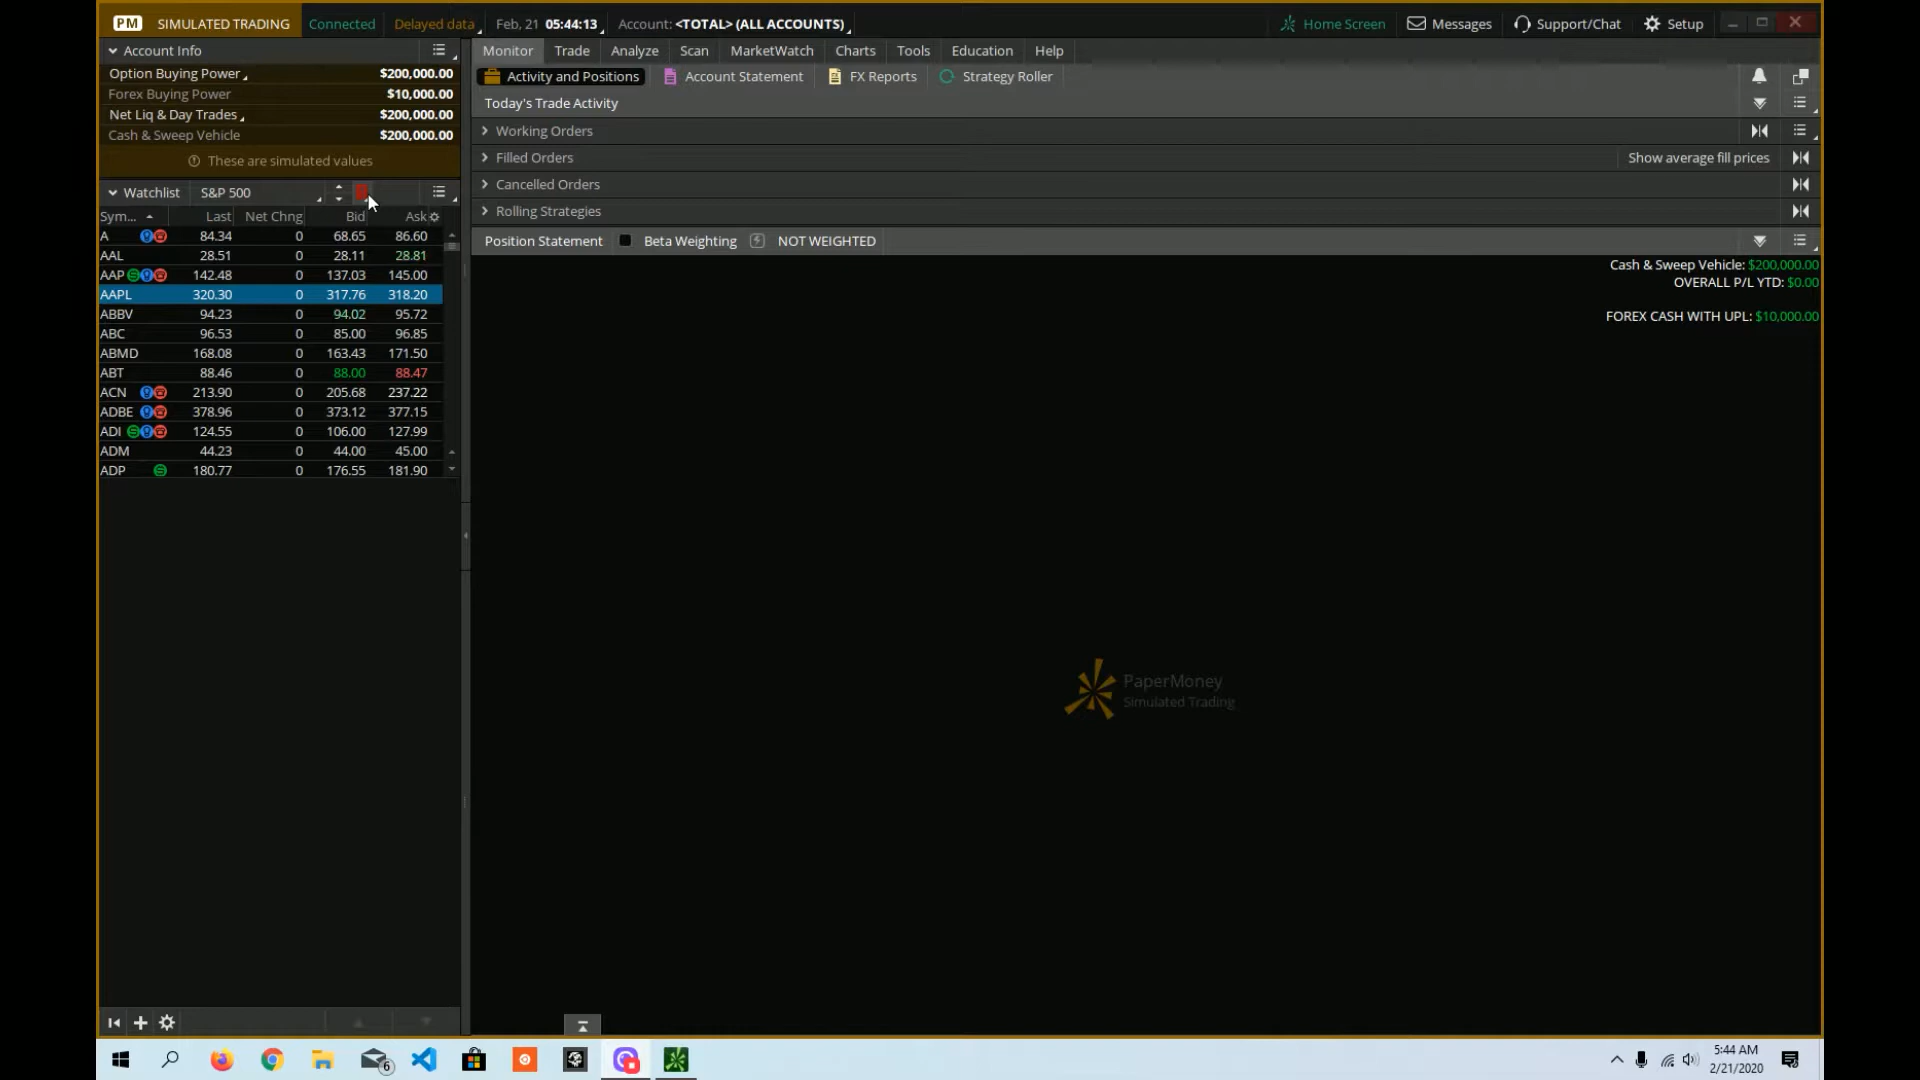 PM SIMULATED TRADING Connected Delayed data Feb, 21 05:44:13 Account: <TOTAL> (ALL ACCOUNTS) Home Screen Messages Support/Chat Setup
Account Info
Option Buying Power $200,000.00
Forex Buying Power $10,000.00
Net Liq & Day Trades $200,000.00
Cash & Sweep Vehicle $200,000.00
These are simulated values
Watchlist S&P 500
Sym... Last Net Chng Bid Ask
A 84.34 0 68.65 86.60
AAL 28.51 0 28.11 28.81
AAP 142.48 0 137.03 145.00
AAPL 320.30 0 317.76 318.20
ABBV 94.23 0 94.02 95.72
ABC 96.53 0 85.00 96.85
ABMD 168.08 0 163.43 171.50
ABT 88.46 0 88.00 88.47
ACN 213.90 0 205.68 237.22
ADBE 378.96 0 373.12 377.15
ADI 124.55 0 106.00 127.99
ADM 44.23 0 44.00 45.00
ADP 180.77 0 176.55 181.90
Monitor Trade Analyze Scan MarketWatch Charts Tools Education Help
Activity and Positions Account Statement FX Reports Strategy Roller
Today's Trade Activity
Working Orders
Filled Orders Show average fill prices
Cancelled Orders
Rolling Strategies
Position Statement Beta Weighting NOT WEIGHTED
Cash & Sweep Vehicle: $200,000.00
OVERALL P/L YTD: $0.00
FOREX CASH WITH UPL: $10,000.00
PaperMoney
Simulated Trading
6
5:44 AM
2/21/2020